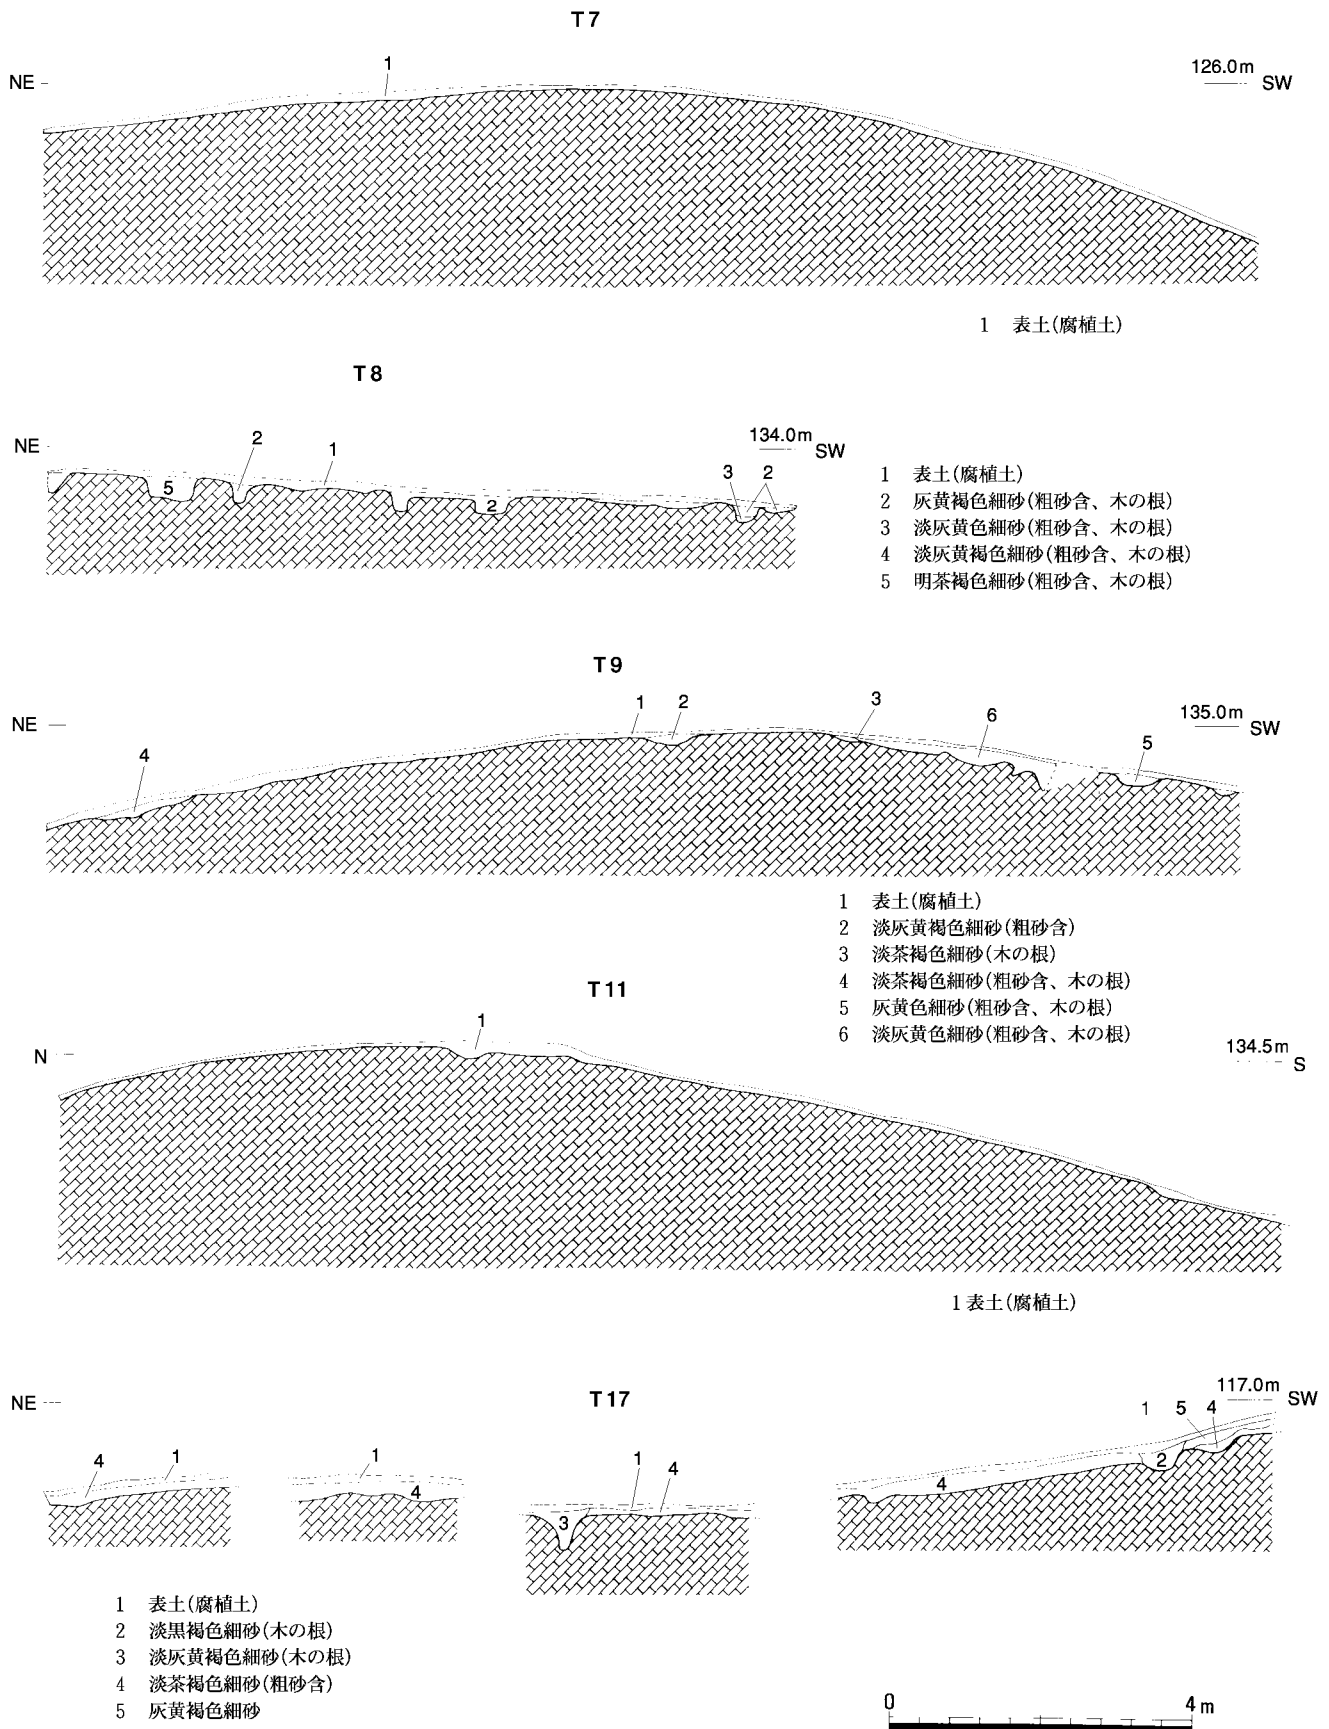 T7
1
NE
126.0m
SW
1 表土(腐植土)
T8
NE
2
1
134.0m
SW
5
2
3
2
1 表土(腐植土)
2 灰黄褐色細砂(粗砂含、木の根)
3 淡灰黄色細砂(粗砂含、木の根)
4 淡灰黄褐色細砂(粗砂含、木の根)
5 明茶褐色細砂(粗砂含、木の根)
T9
NE
4
1
2
3
6
5
135.0m
SW
1 表土(腐植土)
2 淡灰黄褐色細砂(粗砂含)
3 淡茶褐色細砂(木の根)
4 淡茶褐色細砂(粗砂含、木の根)
5 灰黄色細砂(粗砂含、木の根)
6 淡灰黄色細砂(粗砂含、木の根)
T11
N
1
134.5m
S
1 表土(腐植土)
T17
NE
117.0m
SW
4
1
1
4
1
4
3
1
5
4
2
4
1 表土(腐植土)
2 淡黒褐色細砂(木の根)
3 淡灰黄褐色細砂(木の根)
4 淡茶褐色細砂(粗砂含)
5 灰黄褐色細砂
0
4m